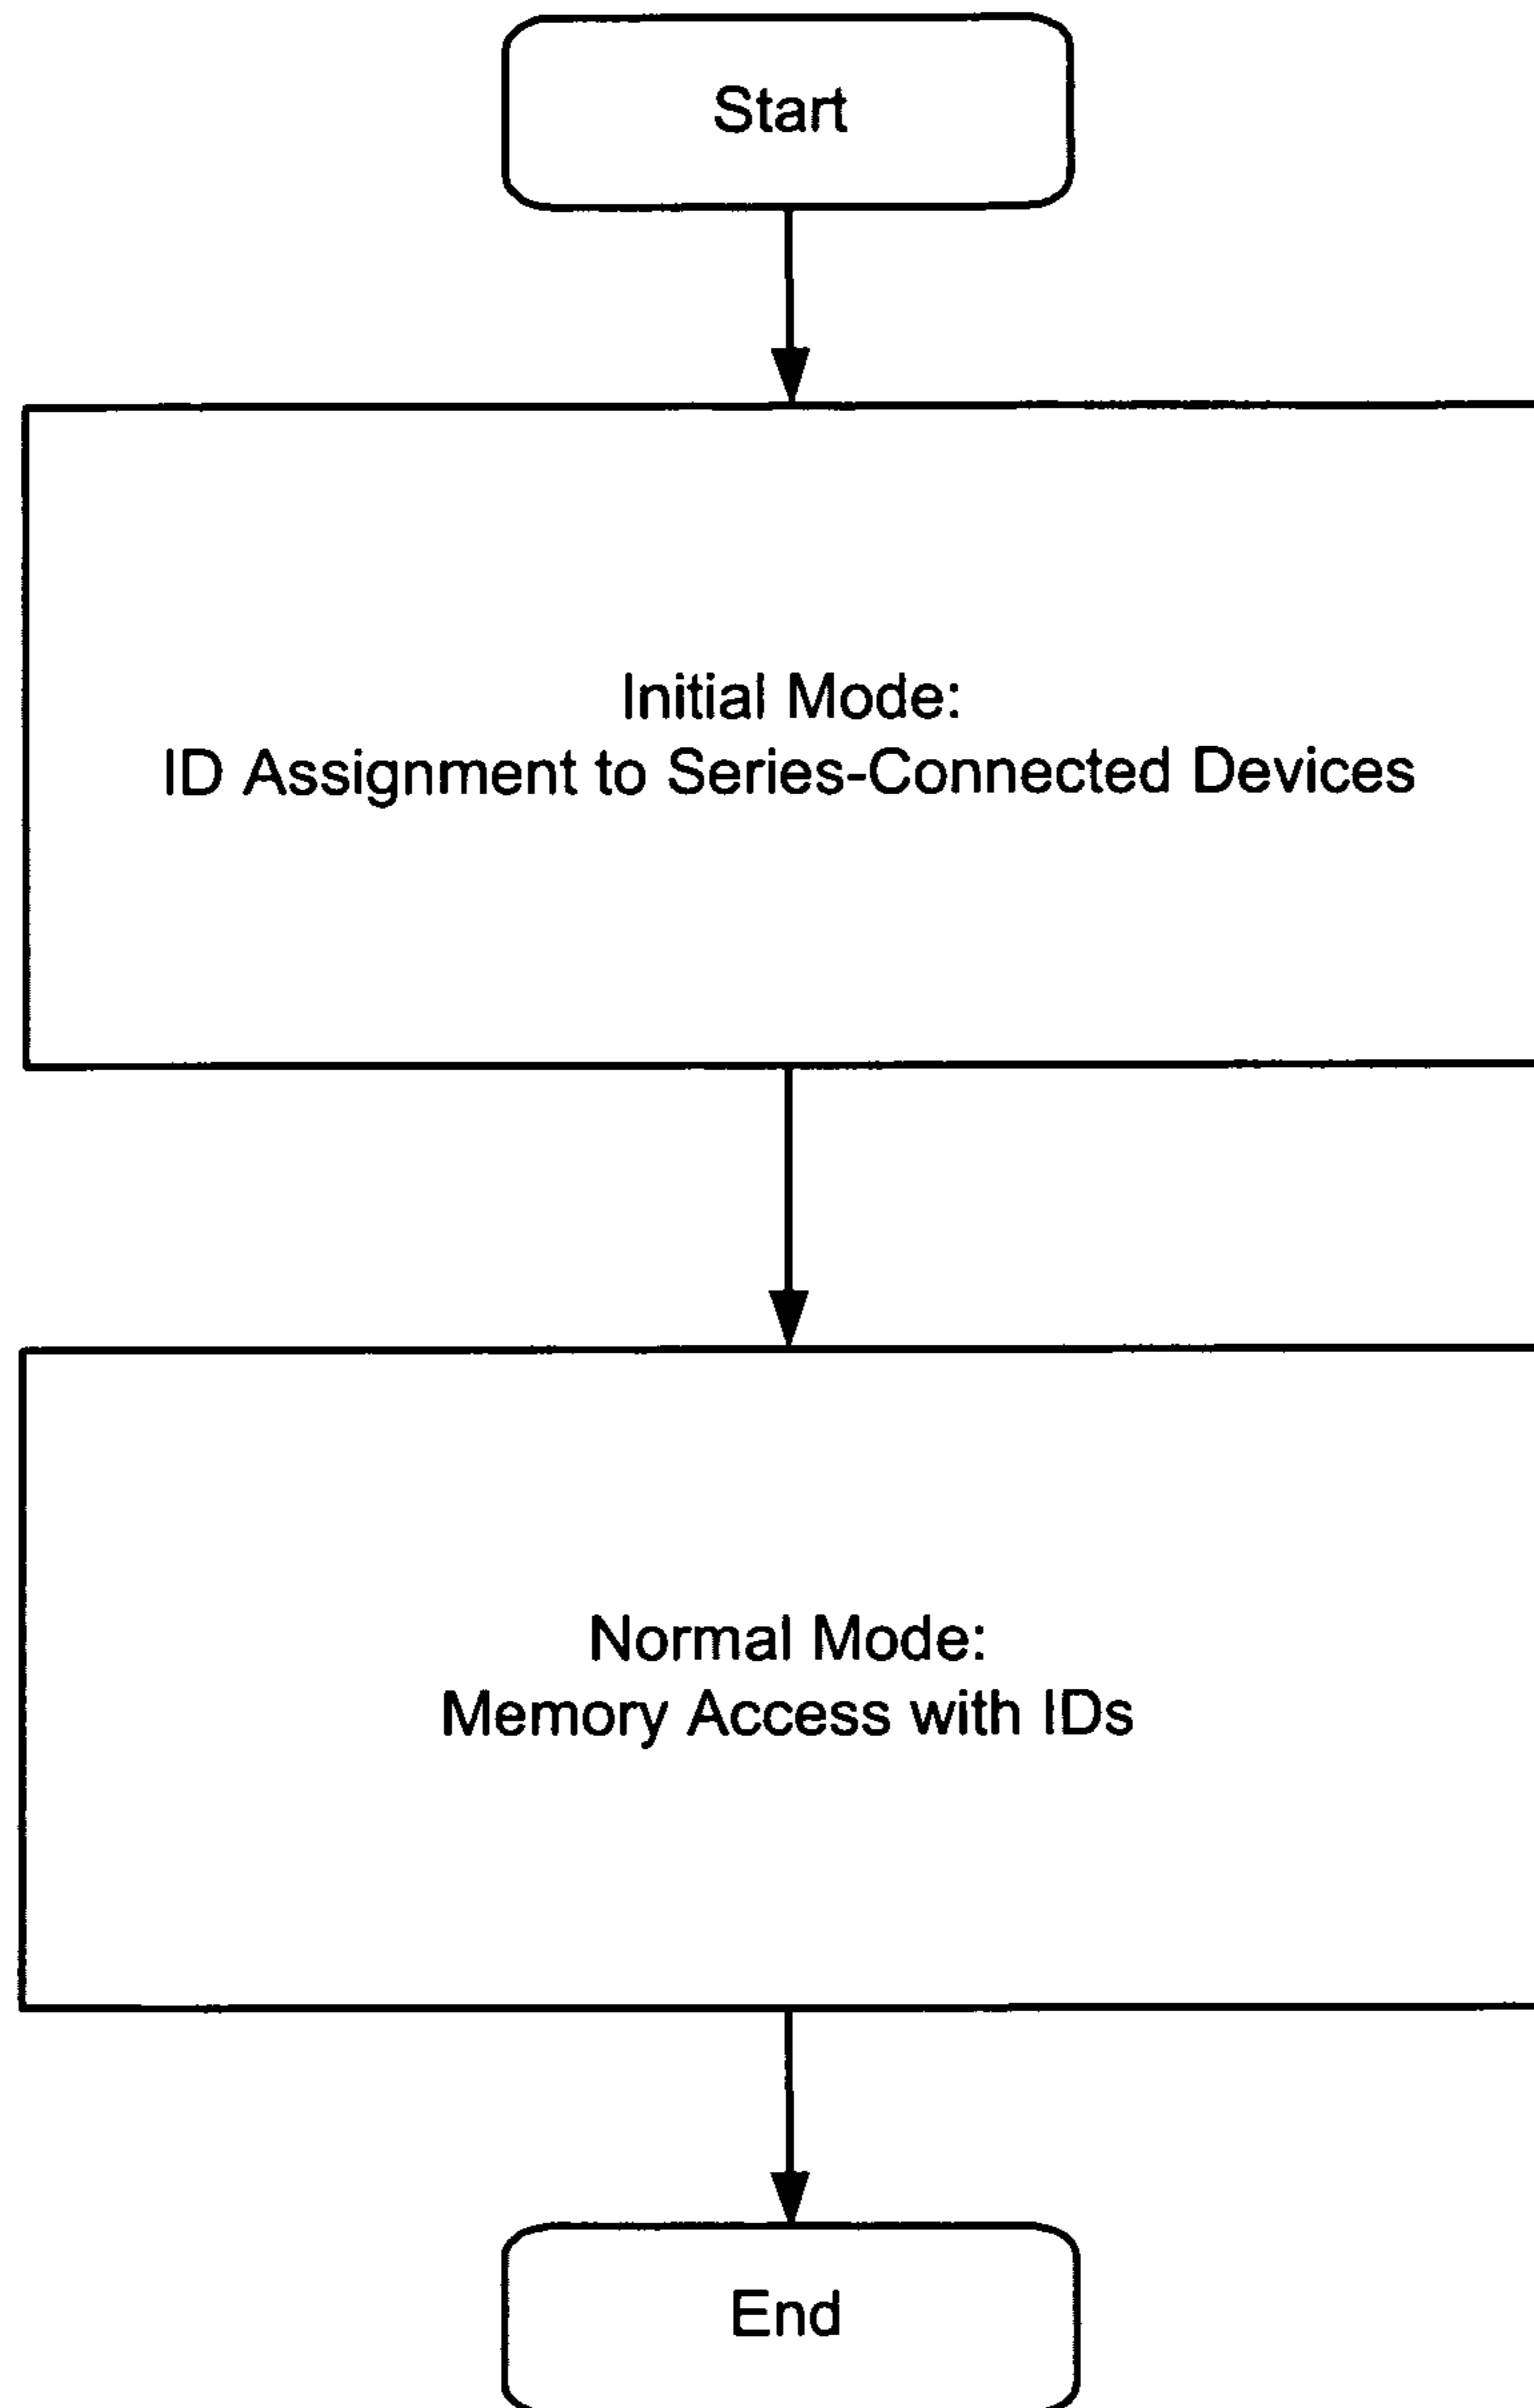 Start
Initial Mode:
ID Assignment to Series-Connected Devices
Normal Mode:
Memory Access with IDs
End